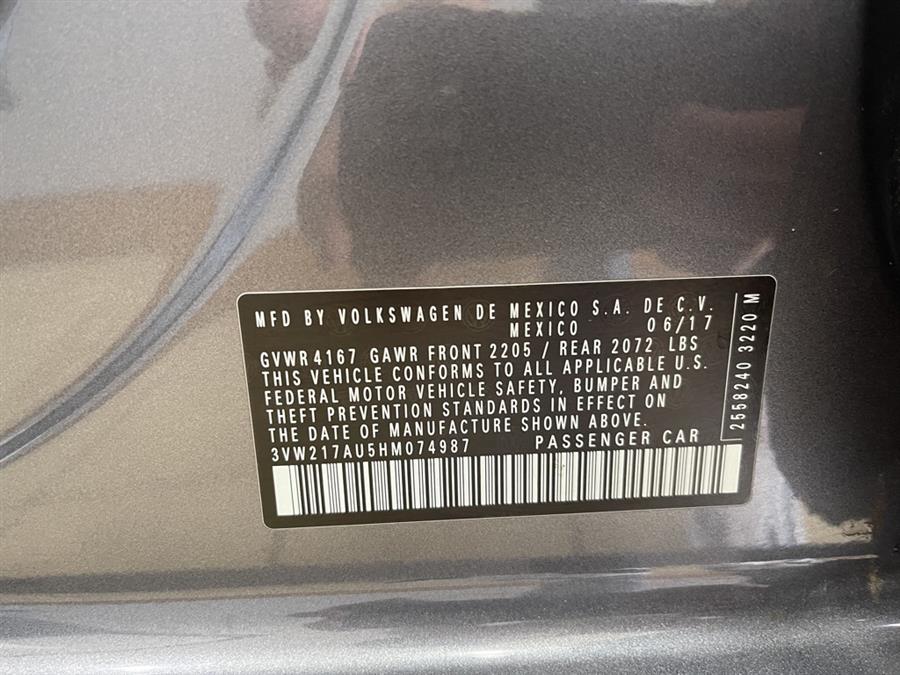 MFD BY VOLKSWAGEN DE MEXICO S.A. DE C.V.
MEXICO 06/17
GVWR 4167 GAWR FRONT 2205 / REAR 2072 LBS
THIS VEHICLE CONFORMS TO ALL APPLICABLE U.S.
FEDERAL MOTOR VEHICLE SAFETY, BUMPER AND
THEFT PREVENTION STANDARDS IN EFFECT ON
THE DATE OF MANUFACTURE SHOWN ABOVE.
3VW217AU5HM074987 PASSENGER CAR
2558240 3220 M